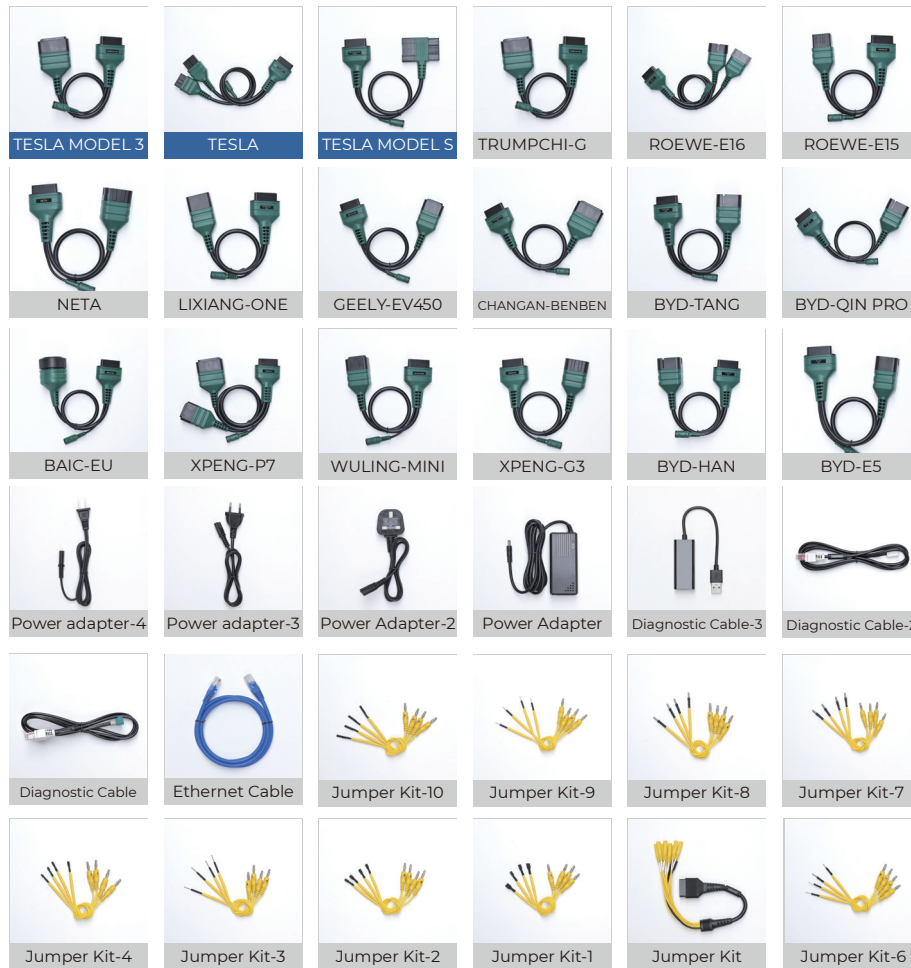 TESLA MODEL 3
TESLA
TESLA MODEL S
TRUMPCHI-G
ROEWE-E16
ROEWE-E15
NETA
LIXIANG-ONE
GEELY-EV450
CHANGAN-BENBEN
BYD-TANG
BYD-QIN PRO
BAIC-EU
XPENG-P7
WULING-MINI
XPENG-G3
BYD-HAN
BYD-E5
Power adapter-4
Power adapter-3
Power Adapter-2
Power Adapter
Diagnostic Cable-3
Diagnostic Cable-2
Diagnostic Cable
Ethernet Cable
Jumper Kit-10
Jumper Kit-9
Jumper Kit-8
Jumper Kit-7
Jumper Kit-4
Jumper Kit-3
Jumper Kit-2
Jumper Kit-1
Jumper Kit
Jumper Kit-6